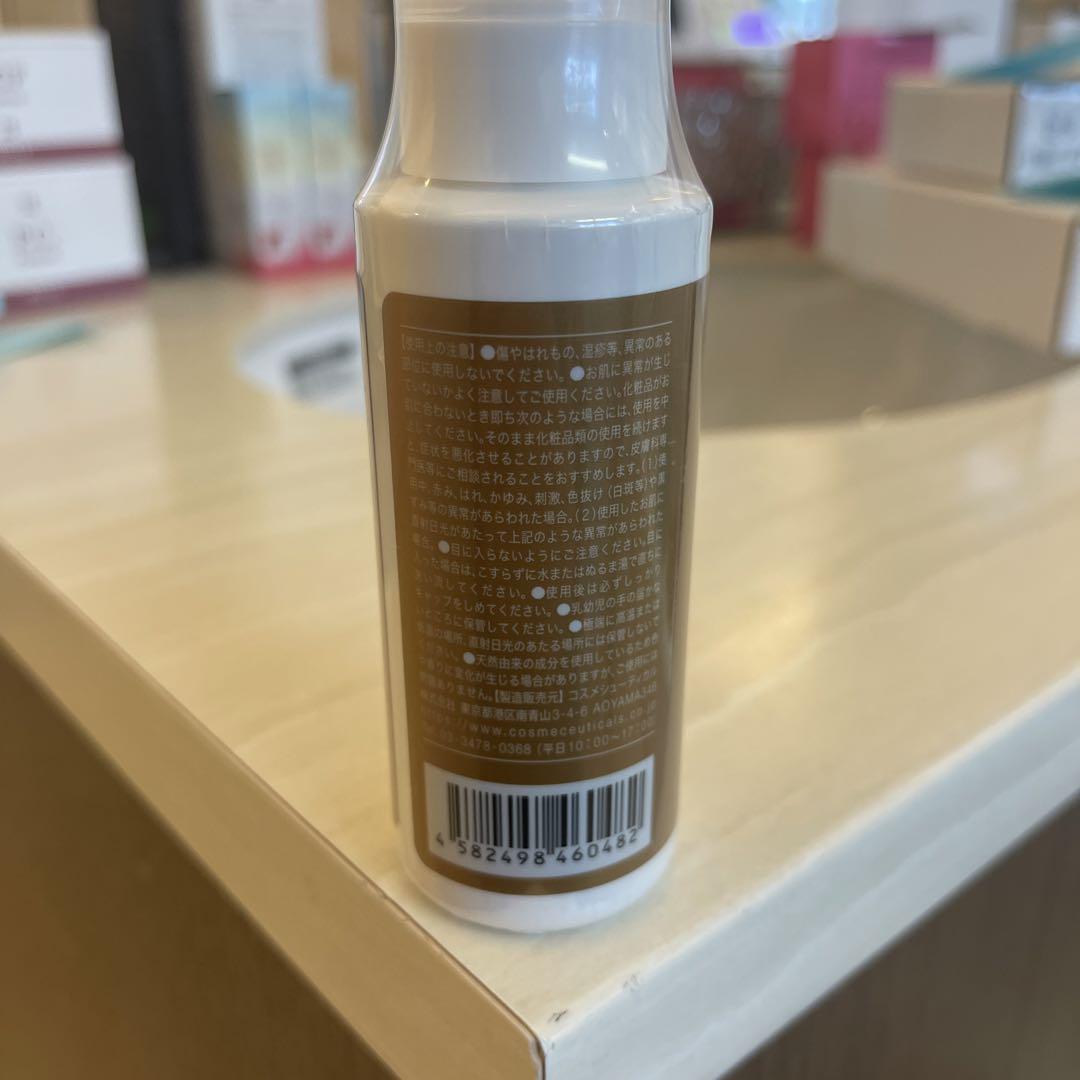 【使用上の注意】●傷やはれもの、湿疹等、異常のある
部位に使用しないでください。●お肌に異常が生じ
ていないかよく注意してご使用ください。化粧品がお
肌に合わないとき即ち次のような場合には、使用を中
止してください。そのまま化粧品類の使用を続けます
と、症状を悪化させることがありますので、皮膚科専
門医等にご相談されることをおすすめします。(1)使
用中、赤み、はれ、かゆみ、刺激、色抜け(白斑等)や黒
ずみ等の異常があらわれた場合。(2)使用したお肌に
直射日光があたって上記のような異常があらわれた
場合。●目に入らないようにご注意ください。目に
入った場合は、こすらずに水またはぬるま湯で直ちに
洗い流してください。●使用後は必ずしっかり
キャップをしめてください。●乳幼児の手の届かな
いところに保管してください。●極端に高温または
低温の場所、直射日光のあたる場所には保管しないで
ください。●天然由来の成分を使用しているため色
や香りに変化が生じる場合がありますが、ご使用には
問題ありません。【製造販売元】コスメシューティカル
株式会社 東京都港区南青山3-4-6 AOYAMA346
https://www.cosmeceuticals.co.jp
03-3478-0368 (平日10:00~17:00)
4 582498 460482